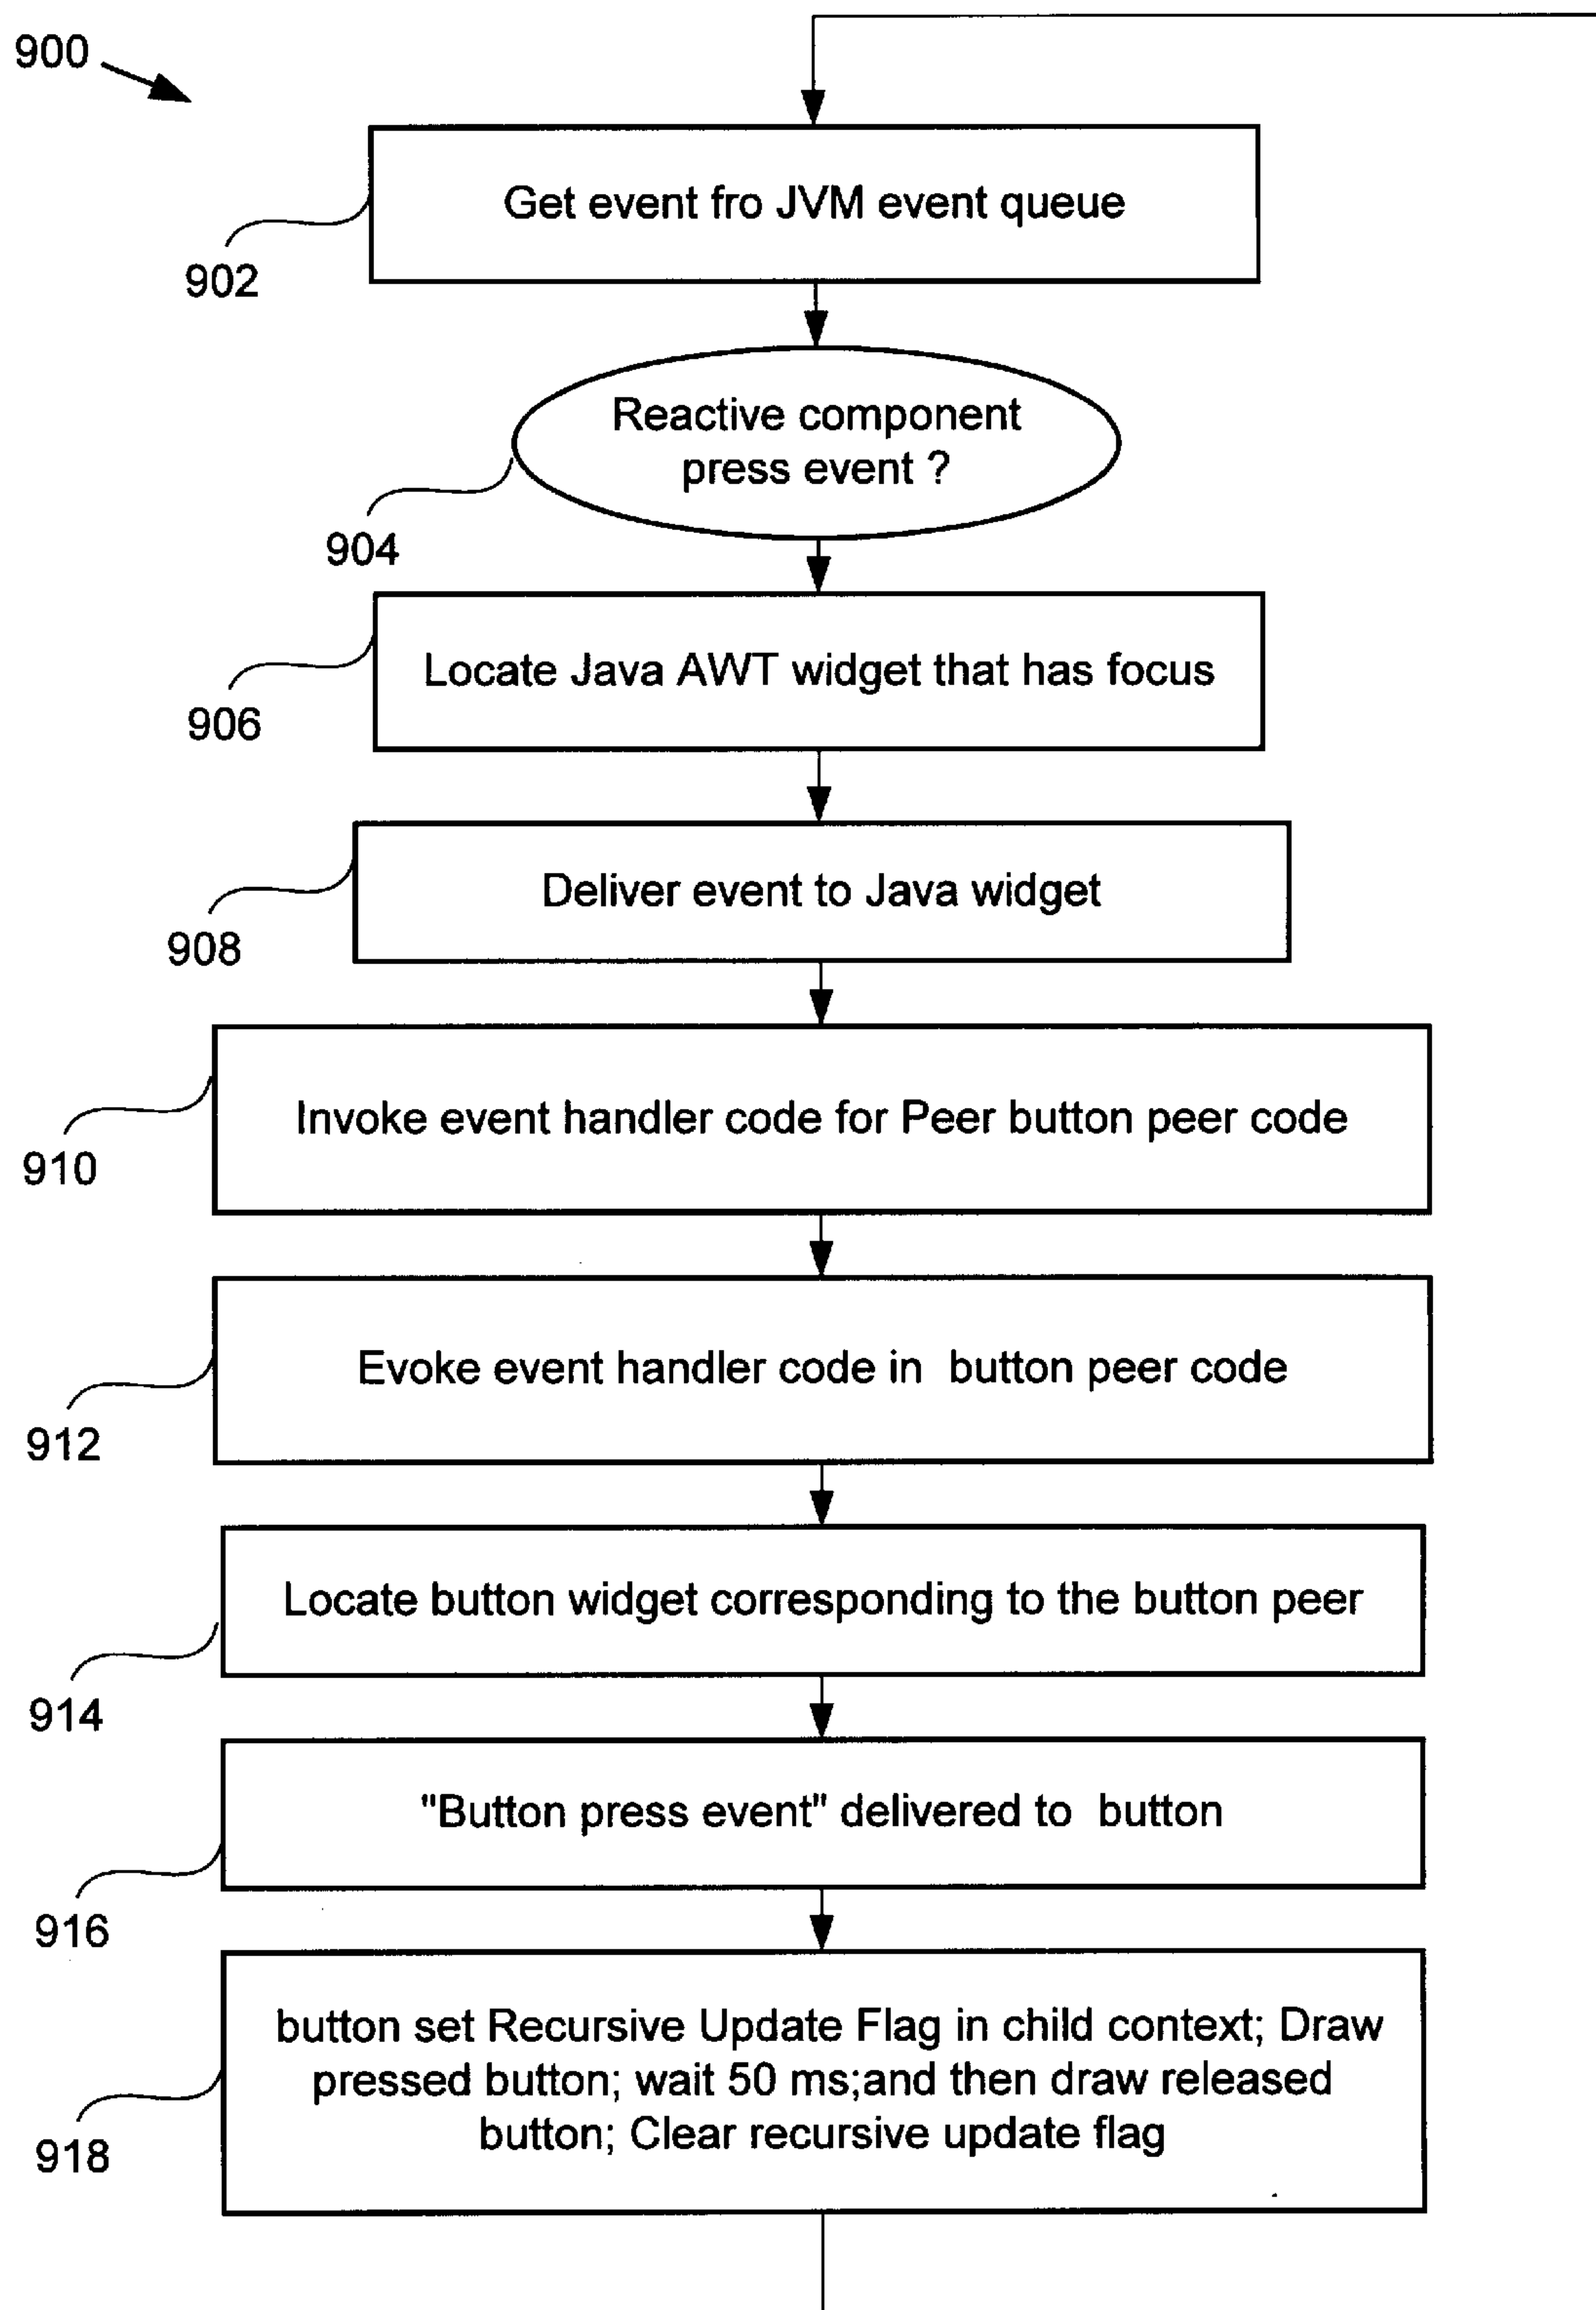 900
Get event fro JVM event queue
902
Reactive component
press event ?
904
Locate Java AWT widget that has focus
906
Deliver event to Java widget
908
Invoke event handler code for Peer button peer code
910
Evoke event handler code in button peer code
912
Locate button widget corresponding to the button peer
914
"Button press event" delivered to button
916
button set Recursive Update Flag in child context; Draw
pressed button; wait 50 ms;and then draw released
button; Clear recursive update flag
918